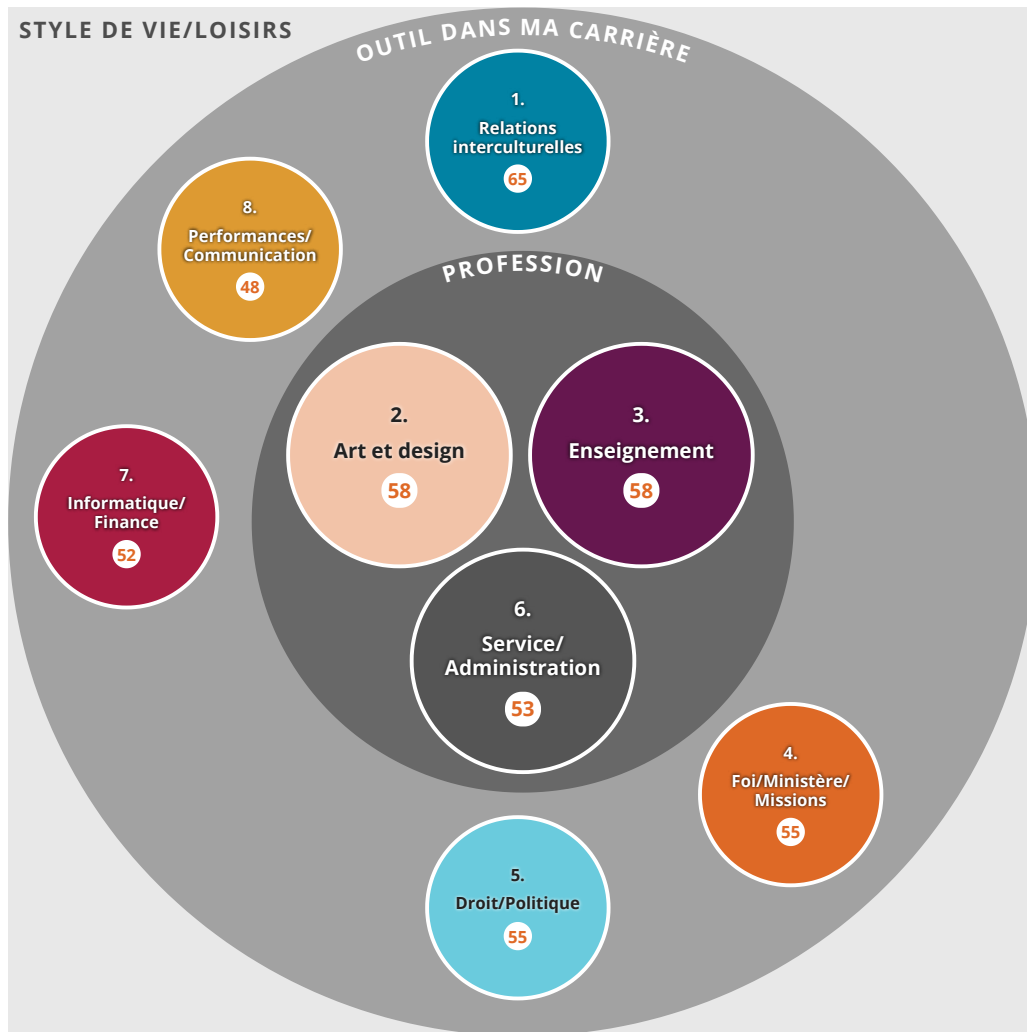 STYLE DE VIE/LOISIRS
OUTIL DANS MA CARRIÈRE
1.
Relations
interculturelles
65
8.
Performances/
Communication
48
PROFESSION
2.
Art et design
58
3.
Enseignement
58
7.
Informatique/
Finance
52
6.
Service/
Administration
53
4.
Foi/Ministère/
Missions
55
5.
Droit/Politique
55